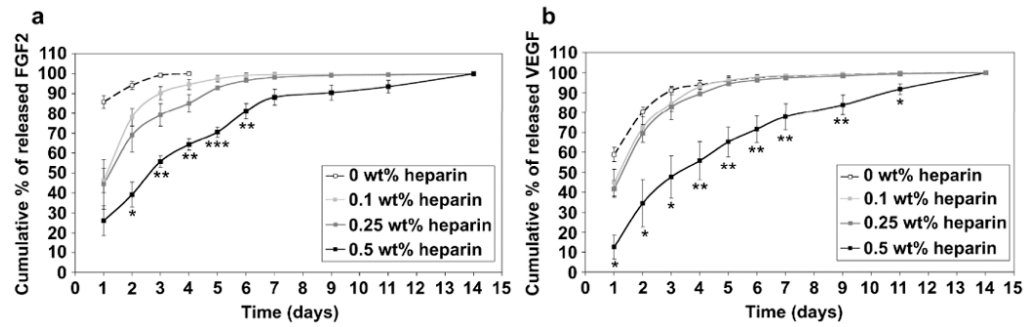 a
Cumulative % of released FGF2
110
100
90
80
70
60
50
40
30
20
10
0
* ** ** *** **
0 wt% heparin
0.1 wt% heparin
0.25 wt% heparin
0.5 wt% heparin
0 1 2 3 4 5 6 7 8 9 10 11 12 13 14 15
Time (days)
b
Cumulative % of released VEGF
110
100
90
80
70
60
50
40
30
20
10
0
* * * ** ** ** ** ** *
0 wt% heparin
0.1 wt% heparin
0.25 wt% heparin
0.5 wt% heparin
0 1 2 3 4 5 6 7 8 9 10 11 12 13 14 15
Time (days)